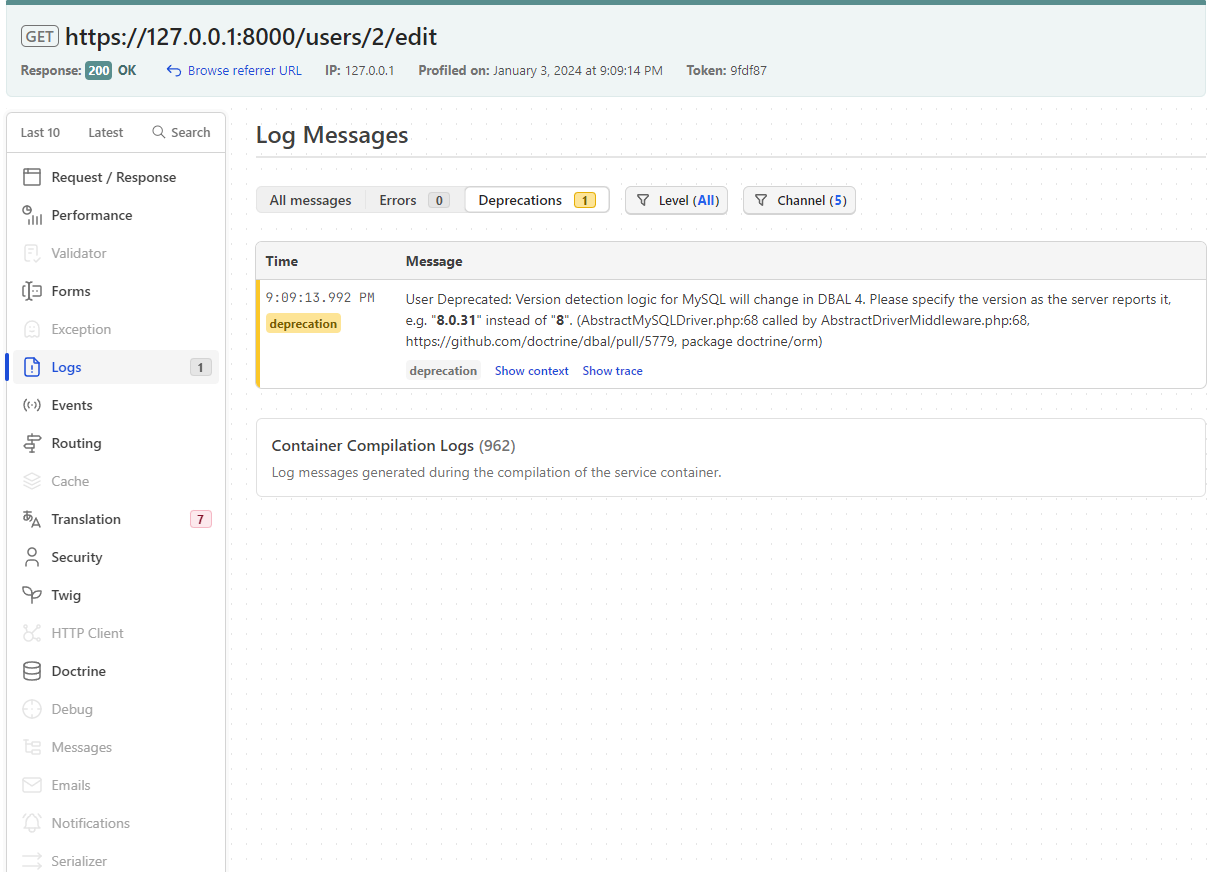 GET https://127.0.0.1:8000/users/2/edit
Response: 200 OK Browse referrer URL IP: 127.0.0.1 Profiled on: January 3, 2024 at 9:09:14 PM Token: 9fdf87
Last 10 Latest Search
Request / Response
Performance
Validator
Forms
Exception
Logs 1
Events
Routing
Cache
Translation 7
Security
Twig
HTTP Client
Doctrine
Debug
Messages
Emails
Notifications
Serializer
Log Messages
All messages Errors 0 Deprecations 1 Level (All) Channel (5)
Time Message
9:09:13.992 PM
deprecation
User Deprecated: Version detection logic for MySQL will change in DBAL 4. Please specify the version as the server reports it,
e.g. "8.0.31" instead of "8". (AbstractMySQLDriver.php:68 called by AbstractDriverMiddleware.php:68,
https://github.com/doctrine/dbal/pull/5779, package doctrine/orm)
deprecation Show context Show trace
Container Compilation Logs (962)
Log messages generated during the compilation of the service container.